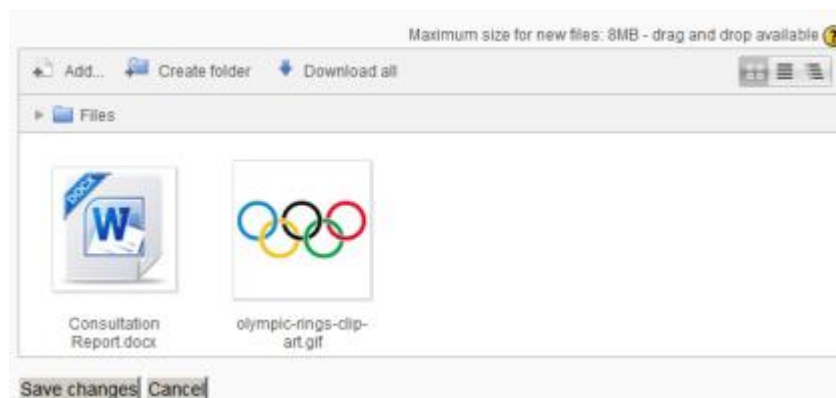 Maximum size for new files: 8MB - drag and drop available ?
Add... Create folder Download all
Files
DOCX
W
Consultation
Report.docx
olympic-rings-clip-
art.gif
Save changes Cancel